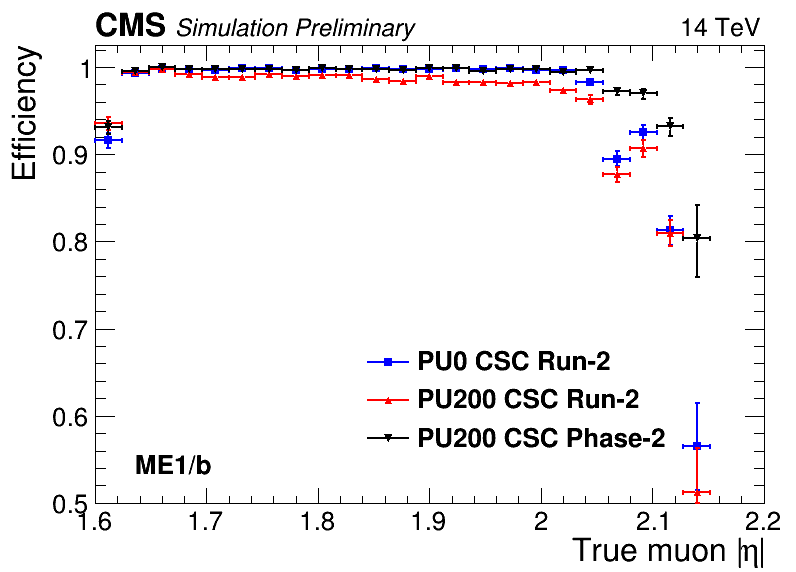 CMS Simulation Preliminary 14 TeV
Efficiency
1
0.9
0.8
0.7
0.6
0.5
PU0 CSC Run-2
PU200 CSC Run-2
PU200 CSC Phase-2
ME1/b
1.6 1.7 1.8 1.9 2 2.1 2.2
True muon |η|